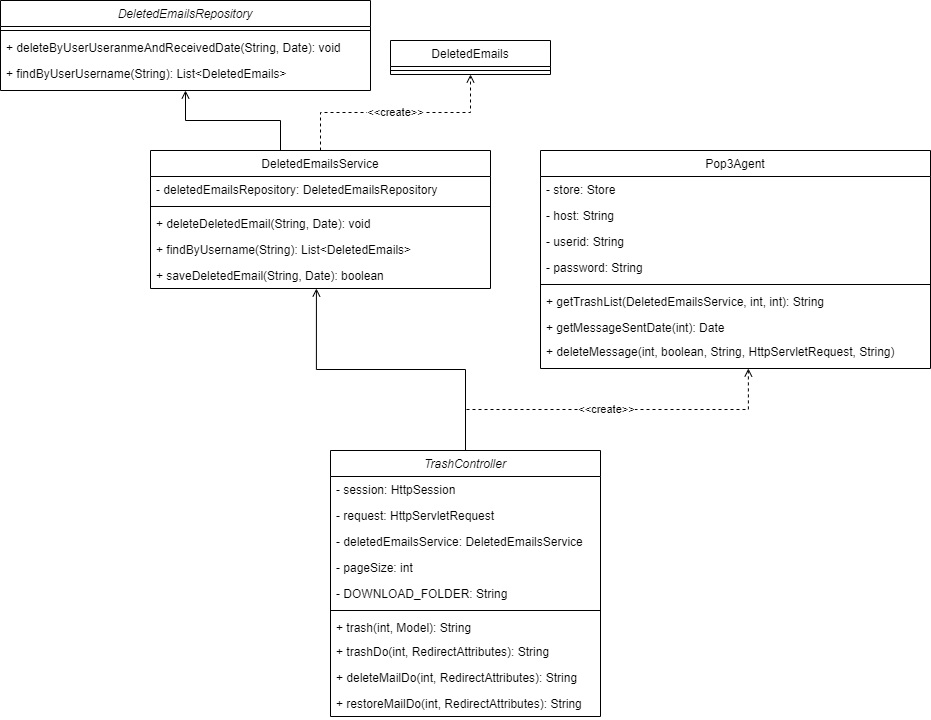 DeletedEmailsRepository
+ deleteByUserUseranmeAndReceivedDate(String, Date): void
+ findByUserUsername(String): List<DeletedEmails>
DeletedEmails
<<create>>
DeletedEmailsService
- deletedEmailsRepository: DeletedEmailsRepository
+ deleteDeletedEmail(String, Date): void
+ findByUsername(String): List<DeletedEmails>
+ saveDeletedEmail(String, Date): boolean
Pop3Agent
- store: Store
- host: String
- userid: String
- password: String
+ getTrashList(DeletedEmailsService, int, int): String
+ getMessageSentDate(int): Date
+ deleteMessage(int, boolean, String, HttpServletRequest, String)
<<create>>
TrashController
- session: HttpSession
- request: HttpServletRequest
- deletedEmailsService: DeletedEmailsService
- pageSize: int
- DOWNLOAD_FOLDER: String
+ trash(int, Model): String
+ trashDo(int, RedirectAttributes): String
+ deleteMailDo(int, RedirectAttributes): String
+ restoreMailDo(int, RedirectAttributes): String